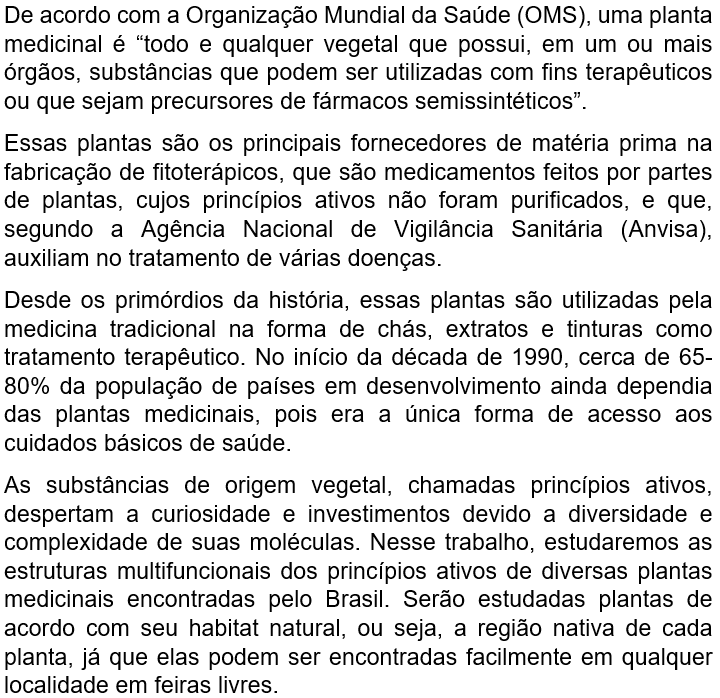 De acordo com a Organização Mundial da Saúde (OMS), uma planta
medicinal é “todo e qualquer vegetal que possui, em um ou mais
órgãos, substâncias que podem ser utilizadas com fins terapêuticos
ou que sejam precursores de fármacos semissintéticos”.
Essas plantas são os principais fornecedores de matéria prima na
fabricação de fitoterápicos, que são medicamentos feitos por partes
de plantas, cujos princípios ativos não foram purificados, e que,
segundo a Agência Nacional de Vigilância Sanitária (Anvisa),
auxiliam no tratamento de várias doenças.
Desde os primórdios da história, essas plantas são utilizadas pela
medicina tradicional na forma de chás, extratos e tinturas como
tratamento terapêutico. No início da década de 1990, cerca de 65-
80% da população de países em desenvolvimento ainda dependia
das plantas medicinais, pois era a única forma de acesso aos
cuidados básicos de saúde.
As substâncias de origem vegetal, chamadas princípios ativos,
despertam a curiosidade e investimentos devido a diversidade e
complexidade de suas moléculas. Nesse trabalho, estudaremos as
estruturas multifuncionais dos princípios ativos de diversas plantas
medicinais encontradas pelo Brasil. Serão estudadas plantas de
acordo com seu habitat natural, ou seja, a região nativa de cada
planta, já que elas podem ser encontradas facilmente em qualquer
localidade em feiras livres.